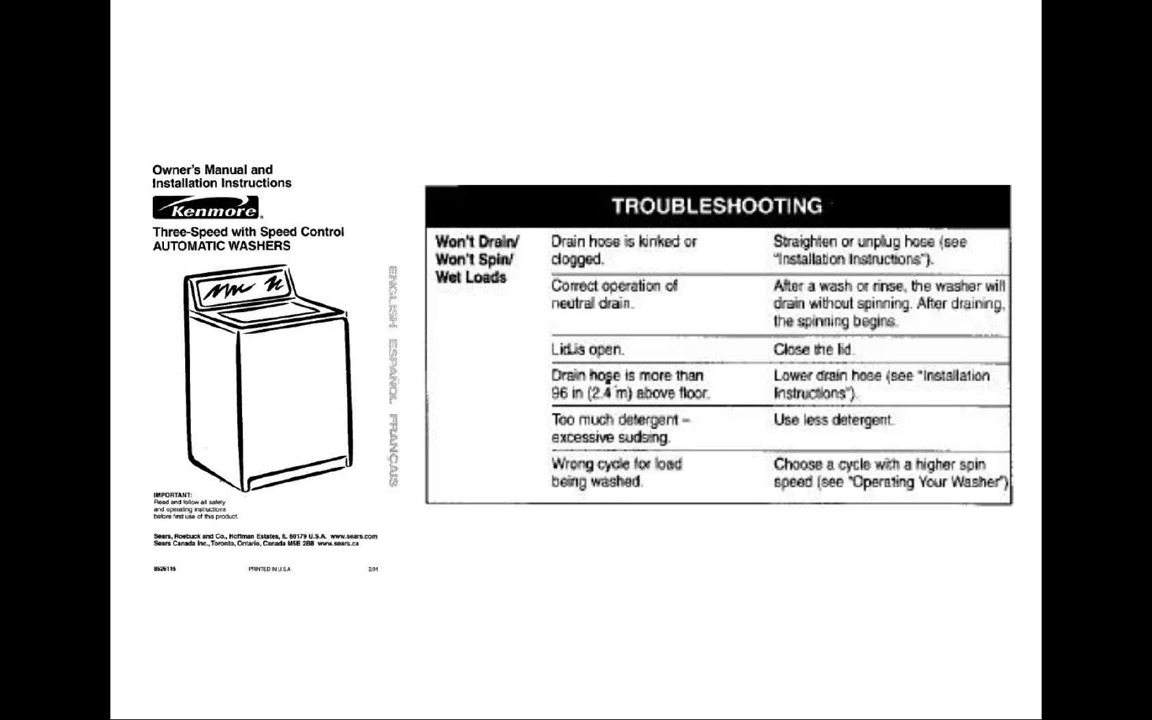 Owner's Manual and
Installation Instructions
Kenmore®
Three-Speed with Speed Control
AUTOMATIC WASHERS
ENGLISH ESPAÑOL FRANÇAIS
IMPORTANT:
Read and follow all safety
and operating instructions
before first use of this product.
Sears, Roebuck and Co., Hoffman Estates, IL 60179 U.S.A. www.sears.com
Sears Canada Inc., Toronto, Ontario, Canada M5B 2B8 www.sears.ca
PRINTED IN U.S.A.
TROUBLESHOOTING
Won't Drain/
Won't Spin/
Wet Loads
Drain hose is kinked or
clogged.
Straighten or unplug hose (see
"Installation Instructions").
Correct operation of
neutral drain.
After a wash or rinse, the washer will
drain without spinning. After draining,
the spinning begins.
Lid is open.
Close the lid.
Drain hose is more than
96 in (2.4 m) above floor.
Lower drain hose (see "Installation
Instructions").
Too much detergent –
excessive sudsing.
Use less detergent.
Wrong cycle for load
being washed.
Choose a cycle with a higher spin
speed (see "Operating Your Washer")